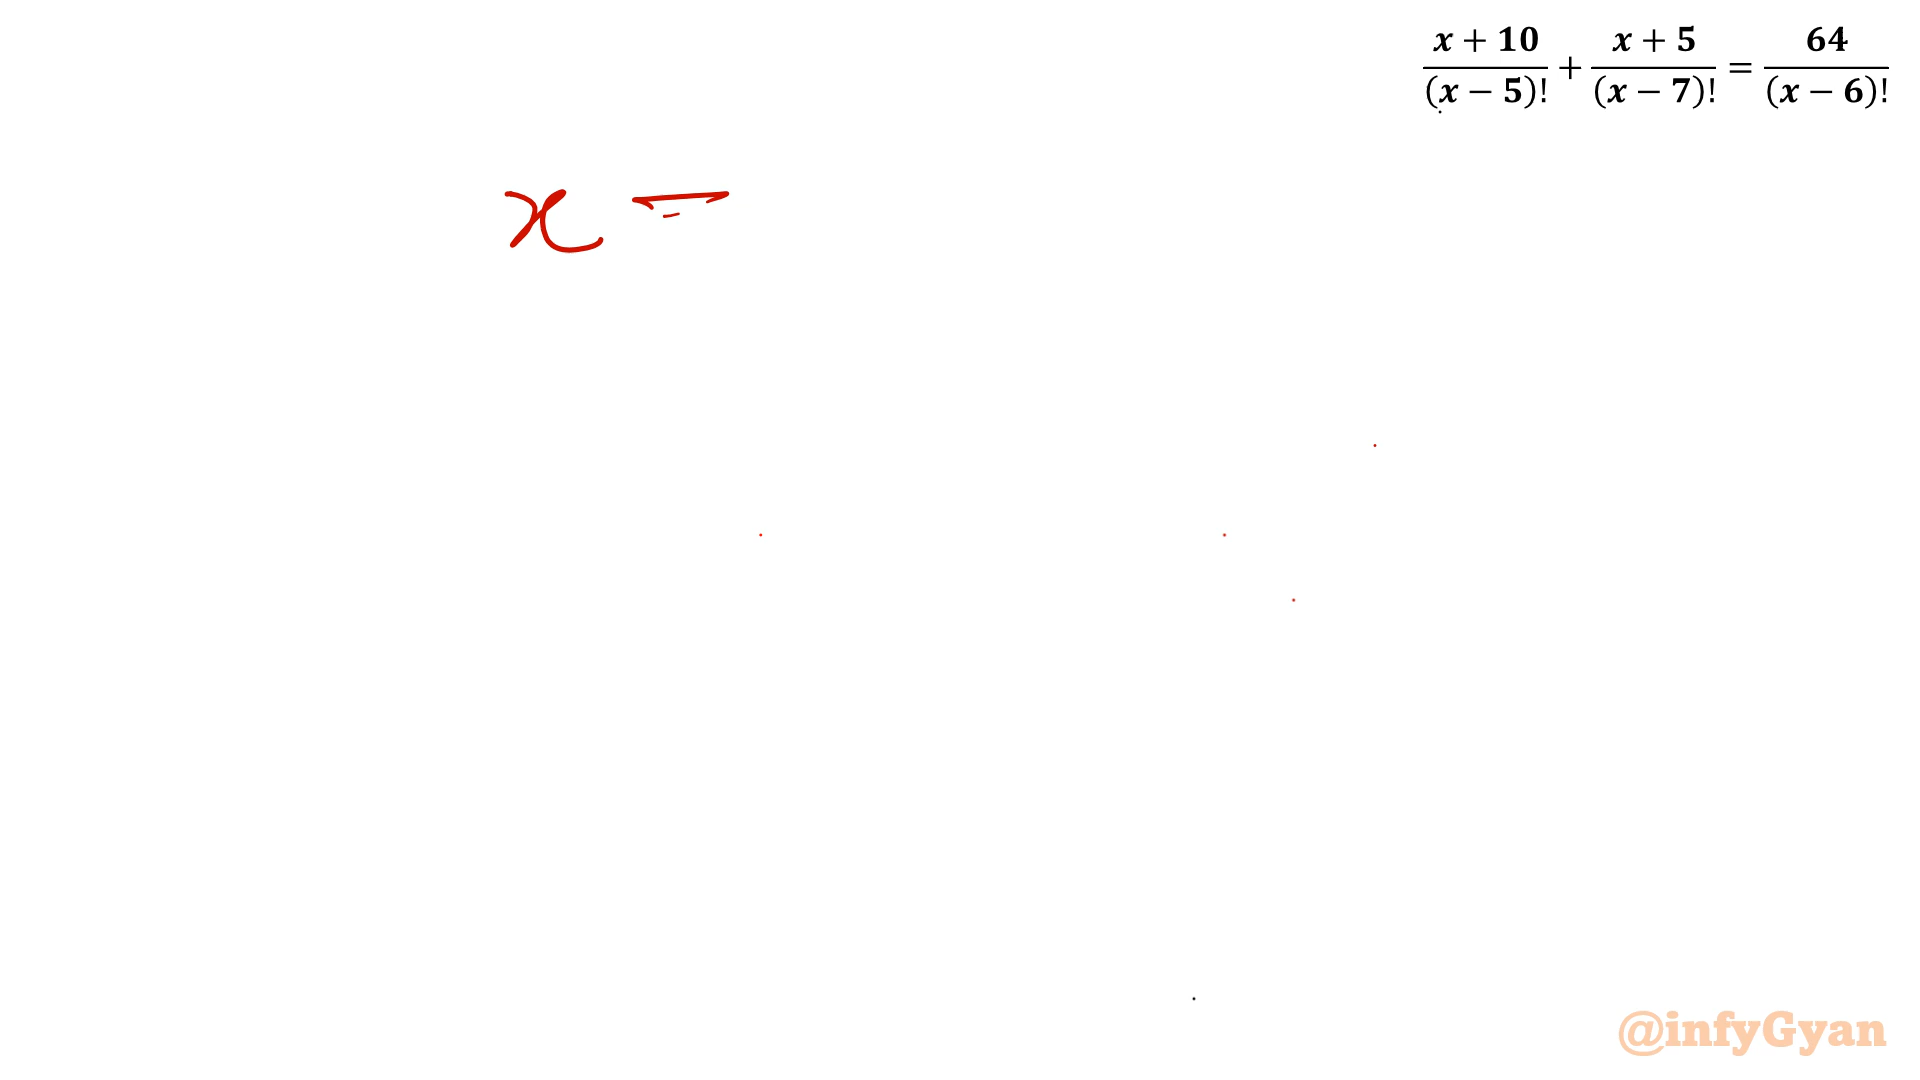 x + 10 / (x − 5)! + x + 5 / (x − 7)! = 64 / (x − 6)!
x =
@infyGyan